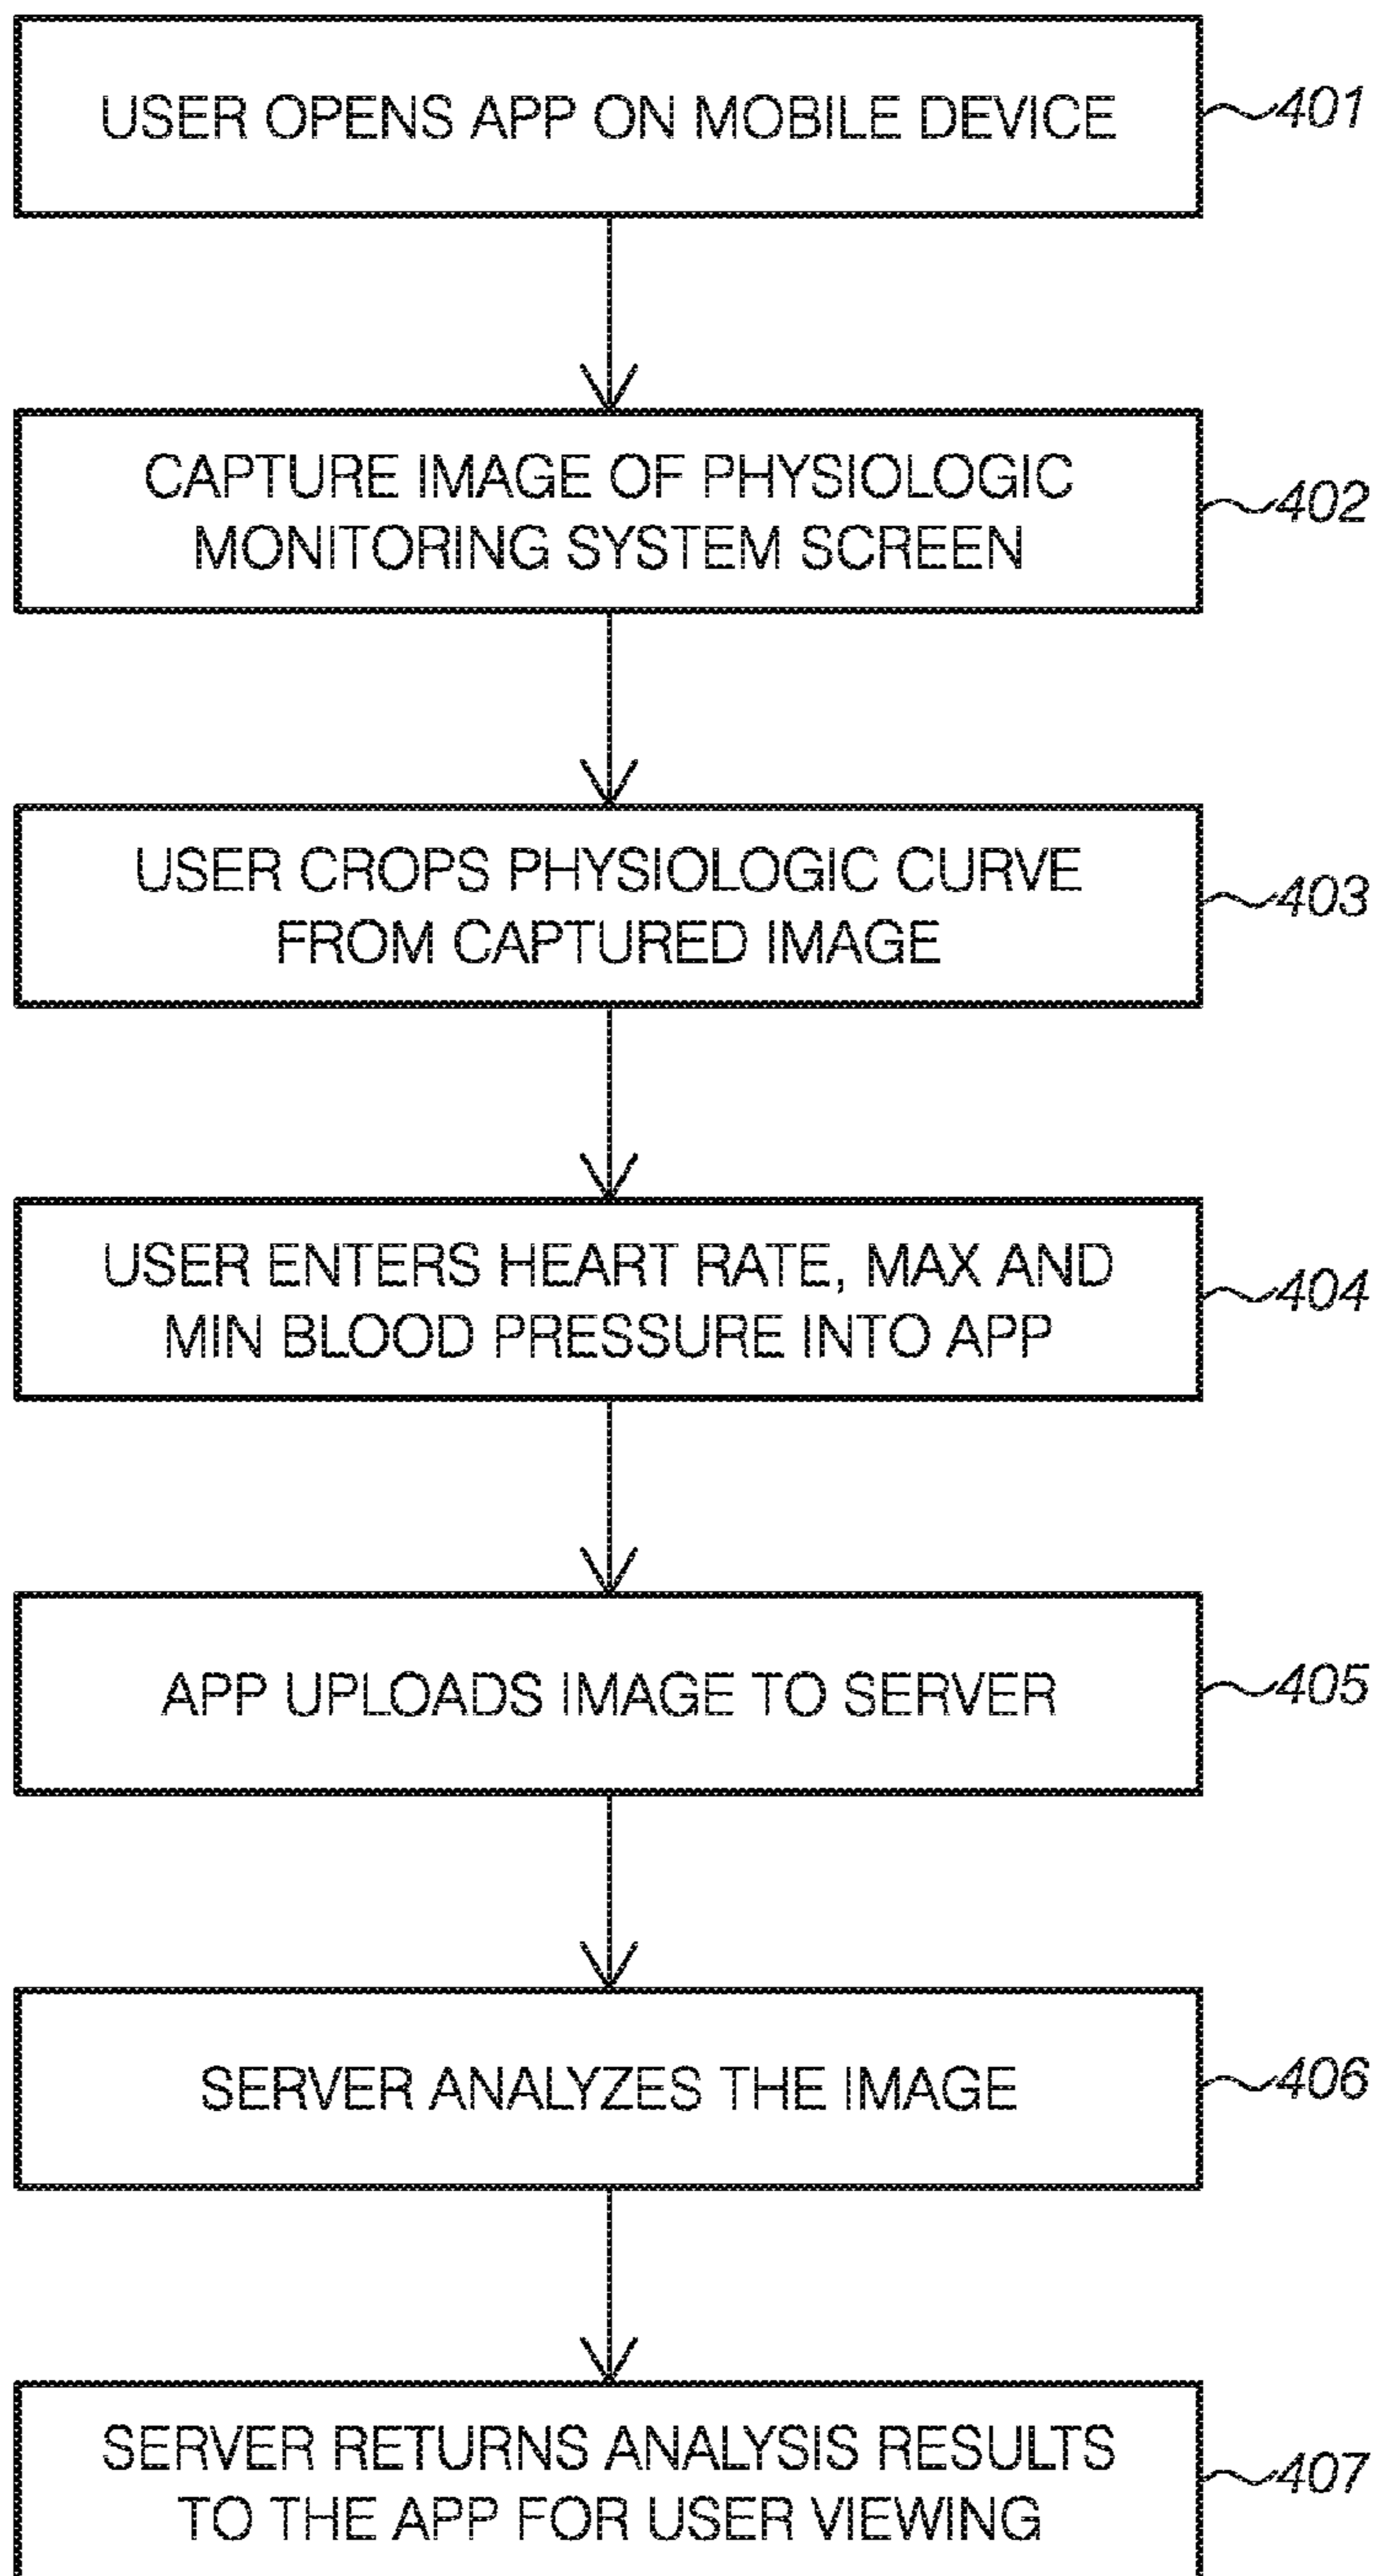 USER OPENS APP ON MOBILE DEVICE
401
CAPTURE IMAGE OF PHYSIOLOGIC
MONITORING SYSTEM SCREEN
402
USER CROPS PHYSIOLOGIC CURVE
FROM CAPTURED IMAGE
403
USER ENTERS HEART RATE, MAX AND
MIN BLOOD PRESSURE INTO APP
404
APP UPLOADS IMAGE TO SERVER
405
SERVER ANALYZES THE IMAGE
406
SERVER RETURNS ANALYSIS RESULTS
TO THE APP FOR USER VIEWING
407